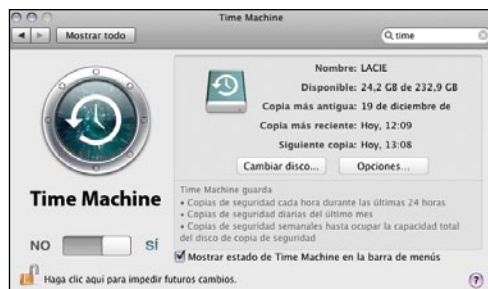 Time Machine
Mostrar todo
time
Nombre: LACIE
Disponible: 24,2 GB de 232,9 GB
Copia más antigua: 19 de diciembre de
Copia más reciente: Hoy, 12:09
Siguiente copia: Hoy, 13:08
Cambiar disco...
Opciones...
Time Machine
NO
SÍ
Time Machine guarda
• Copias de seguridad cada hora durante las últimas 24 horas
• Copias de seguridad diarias del último mes
• Copias de seguridad semanales hasta ocupar la capacidad total
del disco de copia de seguridad
Mostrar estado de Time Machine en la barra de menús
Haga clic aquí para impedir futuros cambios.
?